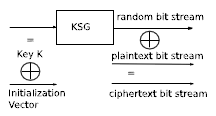 KSG
random bit stream
=
Key K
plaintext bit stream
=
Initialization
Vector
ciphertext bit stream